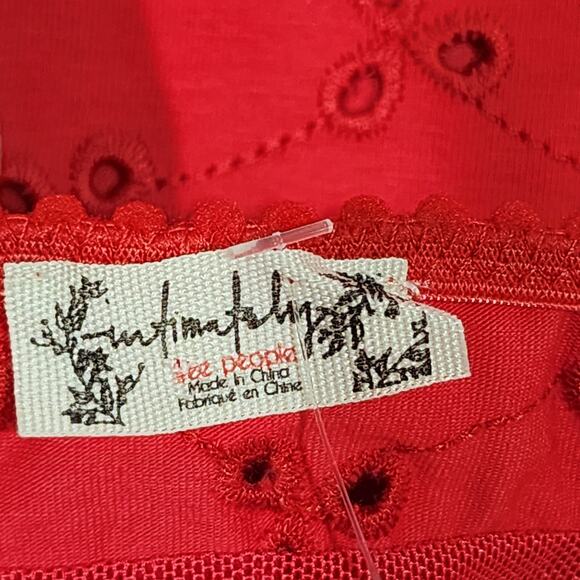 intimately
free people
Made in China
Fabriqué en Chine